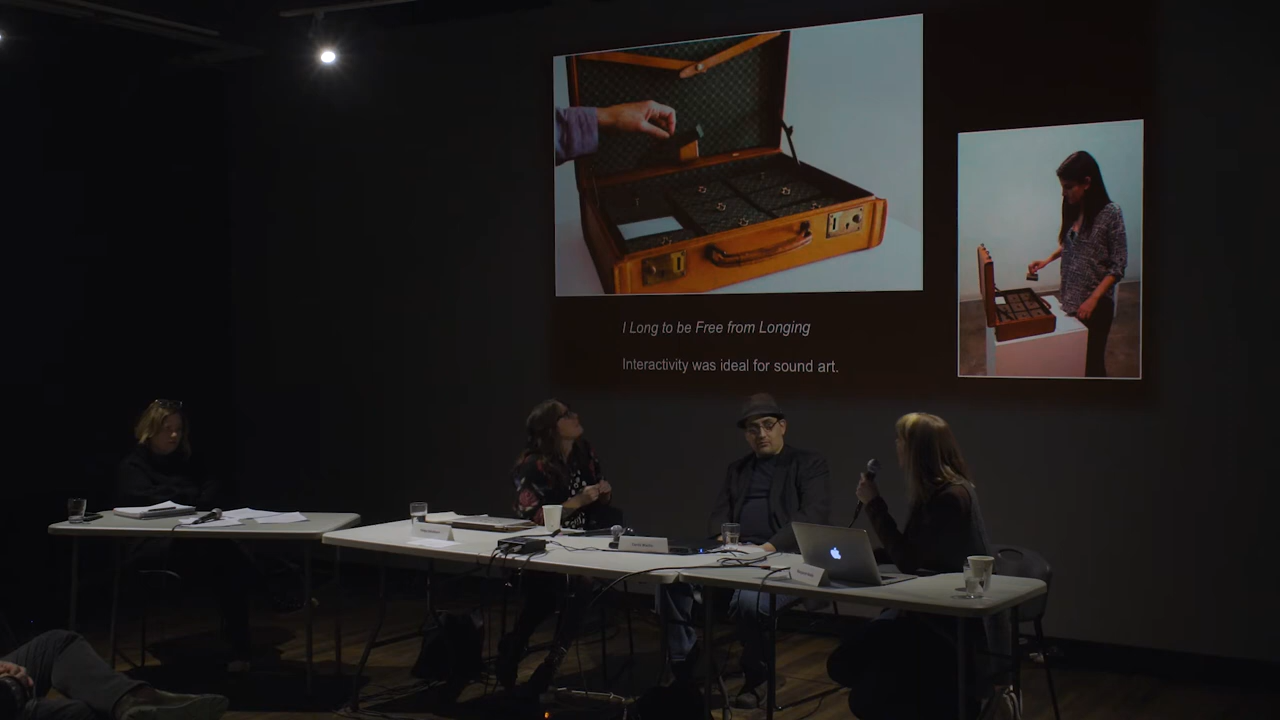 I Long to be Free from Longing
Interactivity was ideal for sound art.